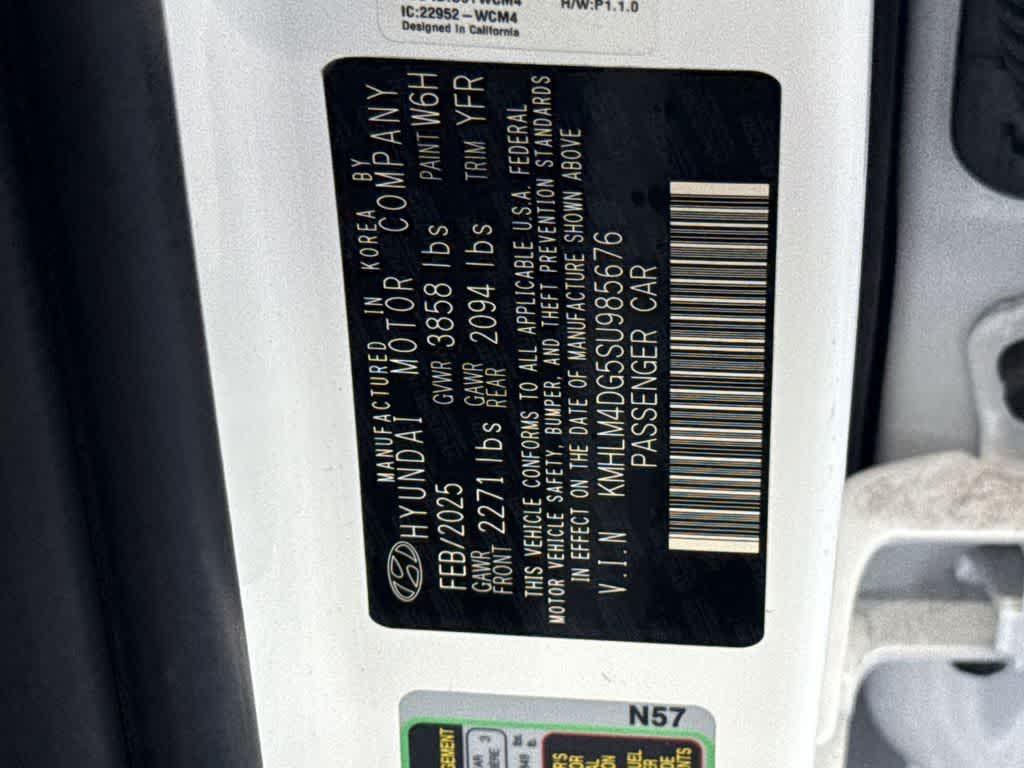 IC:22952-WCM4
H/W:P1.1.0
Designed in California
MANUFACTURED IN KOREA BY
HYUNDAI MOTOR COMPANY
FEB/2025 GVWR 3858 lbs PAINT W6H
GAWR FRONT 2271 lbs GAWR REAR 2094 lbs TRIM YFR
THIS VEHICLE CONFORMS TO ALL APPLICABLE U.S.A. FEDERAL
MOTOR VEHICLE SAFETY, BUMPER, AND THEFT PREVENTION STANDARDS
IN EFFECT ON THE DATE OF MANUFACTURE SHOWN ABOVE
V.I.N KMHLM4DG5SU985676
PASSENGER CAR
N57